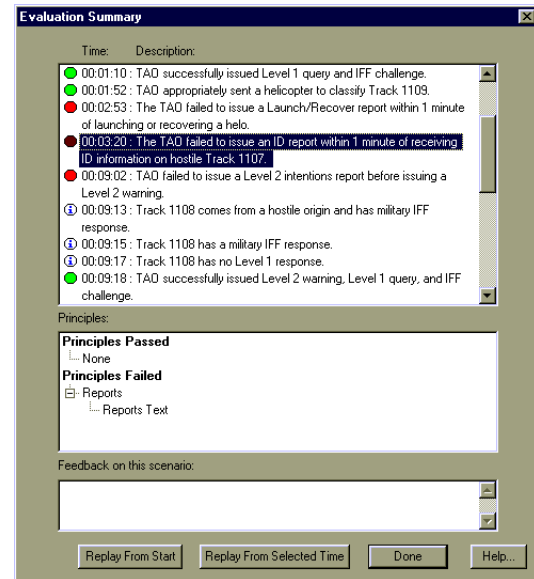 Evaluation Summary
Time: Description:
00:01:10 : TAO successfully issued Level 1 query and IFF challenge.
00:01:52 : TAO appropriately sent a helicopter to classify Track 1109.
00:02:53 : The TAO failed to issue a Launch/Recover report within 1 minute
of launching or recovering a helo.
00:03:20 : The TAO failed to issue an ID report within 1 minute of receiving
ID information on hostile Track 1107.
00:09:02 : TAO failed to issue a Level 2 intentions report before issuing a
Level 2 warning.
00:09:13 : Track 1108 comes from a hostile origin and has military IFF
response.
00:09:15 : Track 1108 has a military IFF response.
00:09:17 : Track 1108 has no Level 1 response.
00:09:18 : TAO successfully issued Level 2 warning, Level 1 query, and IFF
challenge.
Principles:
Principles Passed
None
Principles Failed
Reports
Reports Text
Feedback on this scenario:
Replay From Start Replay From Selected Time Done Help...